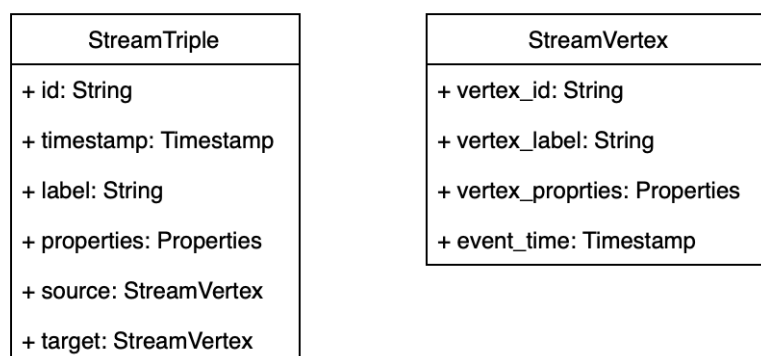 StreamTriple
+ id: String
+ timestamp: Timestamp
+ label: String
+ properties: Properties
+ source: StreamVertex
+ target: StreamVertex
StreamVertex
+ vertex_id: String
+ vertex_label: String
+ vertex_proprties: Properties
+ event_time: Timestamp